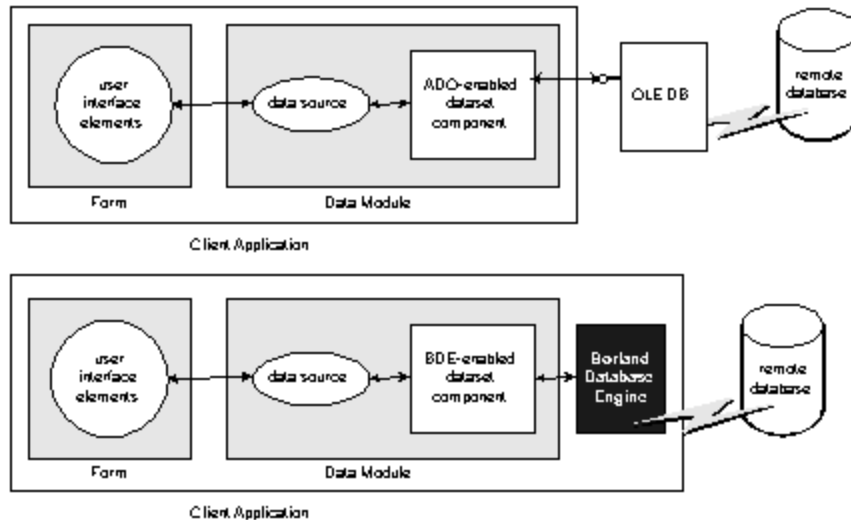 user
interface
elements
data source
ADO-enabled
dataset
component
OLE DB
remote
database
Form
Data Module
Client Application
user
interface
elements
data source
BDE-enabled
dataset
component
Borland
Database
Engine
remote
database
Form
Data Module
Client Application